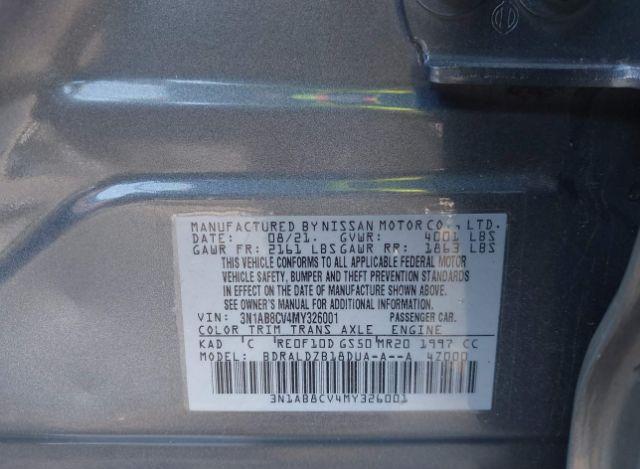 MANUFACTURED BY NISSAN MOTOR CO., LTD.
DATE: 08/21. GVWR: 4001 LBS
GAWR FR: 2161 LBS GAWR RR: 1863 LBS
THIS VEHICLE CONFORMS TO ALL APPLICABLE FEDERAL MOTOR
VEHICLE SAFETY, BUMPER AND THEFT PREVENTION STANDARDS
IN EFFECT ON THE DATE OF MANUFACTURE SHOWN ABOVE.
SEE OWNER'S MANUAL FOR ADDITIONAL INFORMATION.
VIN: 3N1AB8CV4MY326001 PASSENGER CAR.
COLOR TRIM TRANS AXLE ENGINE
KAD 'C RE0F10D GS50 MR20 1997 CC
MODEL: BDRALDZB18DUA-A--A 47000
3N1AB8CV4MY326001